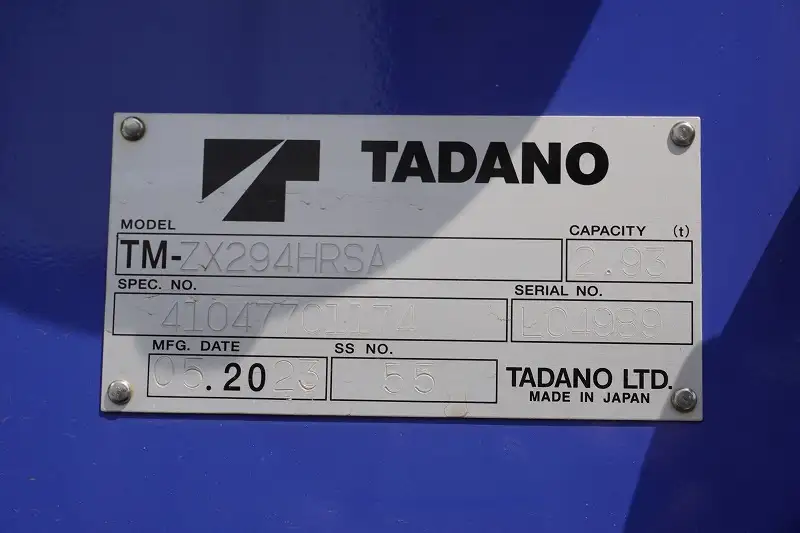 TADANO
MODEL CAPACITY (t)
TM-ZX294HRSA 2.93
SPEC. NO. SERIAL NO.
41047701174
MFG. DATE SS NO.
05.2023 55
TADANO LTD.
MADE IN JAPAN